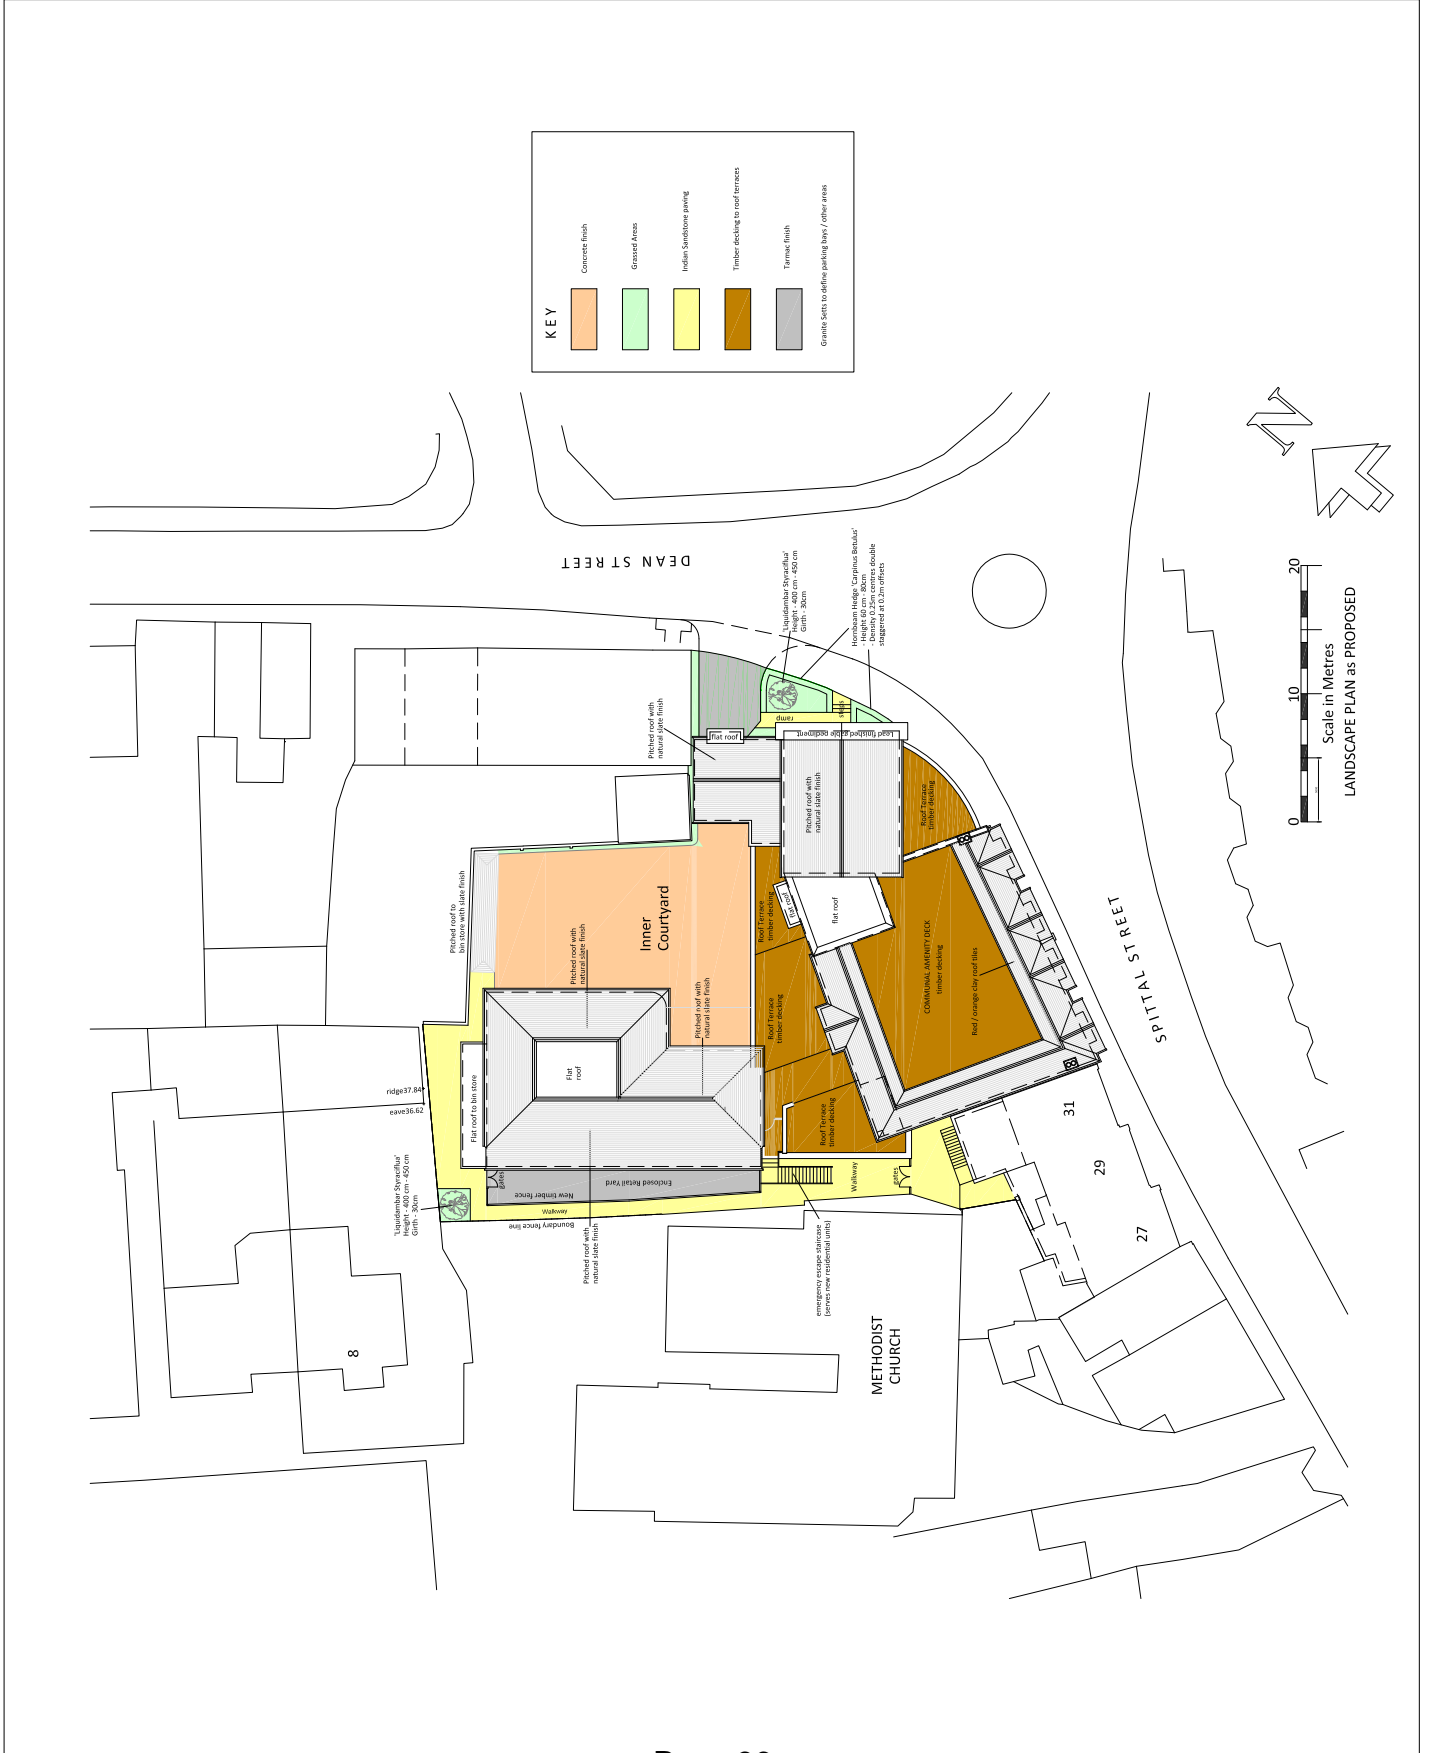 KEY
Concrete finish
Grassed Areas
Indian Sandstone paving
Timber decking to roof terraces
Tarmac finish
Granite Setts to define parking bays / other areas
N
DEAN STREET
'Liquidambar Styraciflua'
Height - 400 cm - 450 cm
Girth - 30cm
Hornbeam Hedge 'Carpinus Betulus'
- Height 60 cm - 80cm
- Density 0.25m centres double
staggered at 0.2m offsets
Pitched roof with
natural slate finish
flat roof
ramp
steps
Lead finished gable pediment
Pitched roof with
natural slate finish
Roof Terrace
timber decking
Inner
Courtyard
Pitched roof to
bin store with slate finish
Pitched roof with
natural slate finish
Pitched roof with
natural slate finish
Roof Terrace
timber decking
flat roof
flat roof
COMMUNAL AMENITY DECK
timber decking
Red / orange clay roof tiles
Roof Terrace
timber decking
Roof Terrace
timber decking
Flat
roof
Flat roof to bin store
ridge37.84
eave36.62
'Liquidambar Styraciflua'
Height - 400 cm - 450 cm
Girth - 30cm
gates
New timber fence
Enclosed Retail Yard
Walkway
Boundary fence line
Pitched roof with
natural slate finish
Walkway
gates
emergency escape staircase
(serves new residential units)
METHODIST
CHURCH
8
31
29
27
SPITAL STREET
0
10
20
Scale in Metres
LANDSCAPE PLAN as PROPOSED